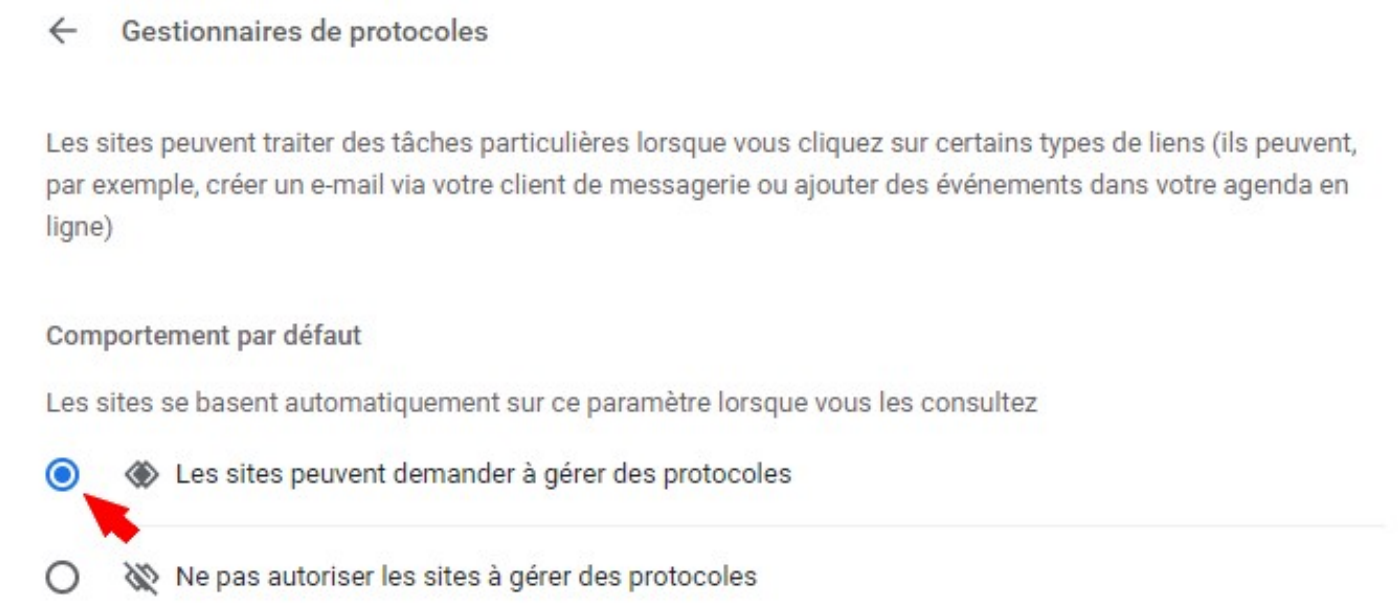 Gestionnaires de protocoles
Les sites peuvent traiter des tâches particulières lorsque vous cliquez sur certains types de liens (ils peuvent,
par exemple, créer un e-mail via votre client de messagerie ou ajouter des événements dans votre agenda en
ligne)
Comportement par défaut
Les sites se basent automatiquement sur ce paramètre lorsque vous les consultez
Les sites peuvent demander à gérer des protocoles
Ne pas autoriser les sites à gérer des protocoles